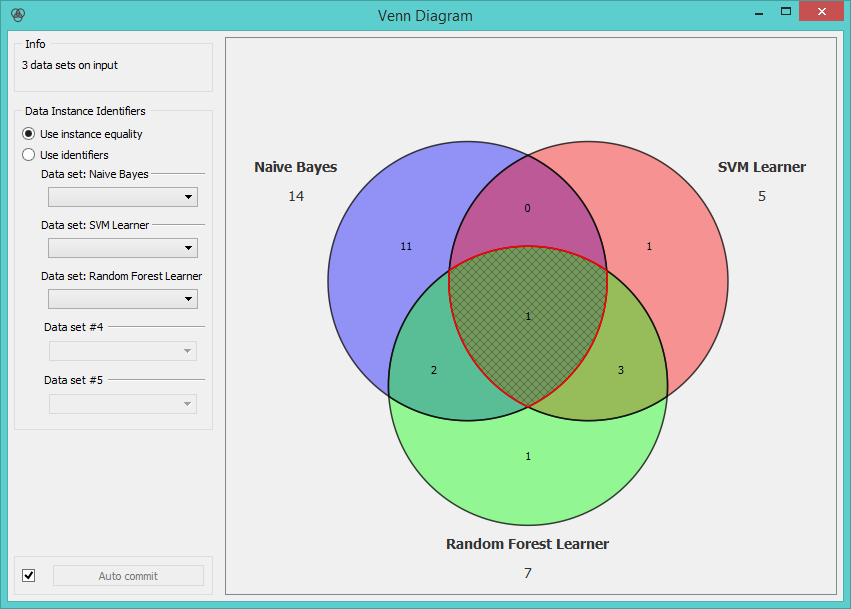 Venn Diagram
Info
3 data sets on input
Data Instance Identifiers
Use instance equality
Use identifiers
Data set: Naive Bayes
Data set: SVM Learner
Data set: Random Forest Learner
Data set #4
Data set #5
Auto commit
Naive Bayes
14
SVM Learner
5
0
11
1
1
2
3
1
Random Forest Learner
7